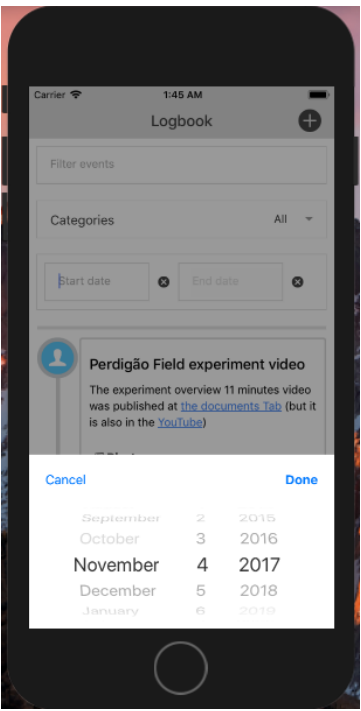 Carrier 1:45 AM
Logbook
Filter events
Categories All
Start date End date
Perdigão Field experiment video
The experiment overview 11 minutes video
was published at the documents Tab (but it
is also in the YouTube)
Cancel Done
September 2 2015
October 3 2016
November 4 2017
December 5 2018
January 6 2019